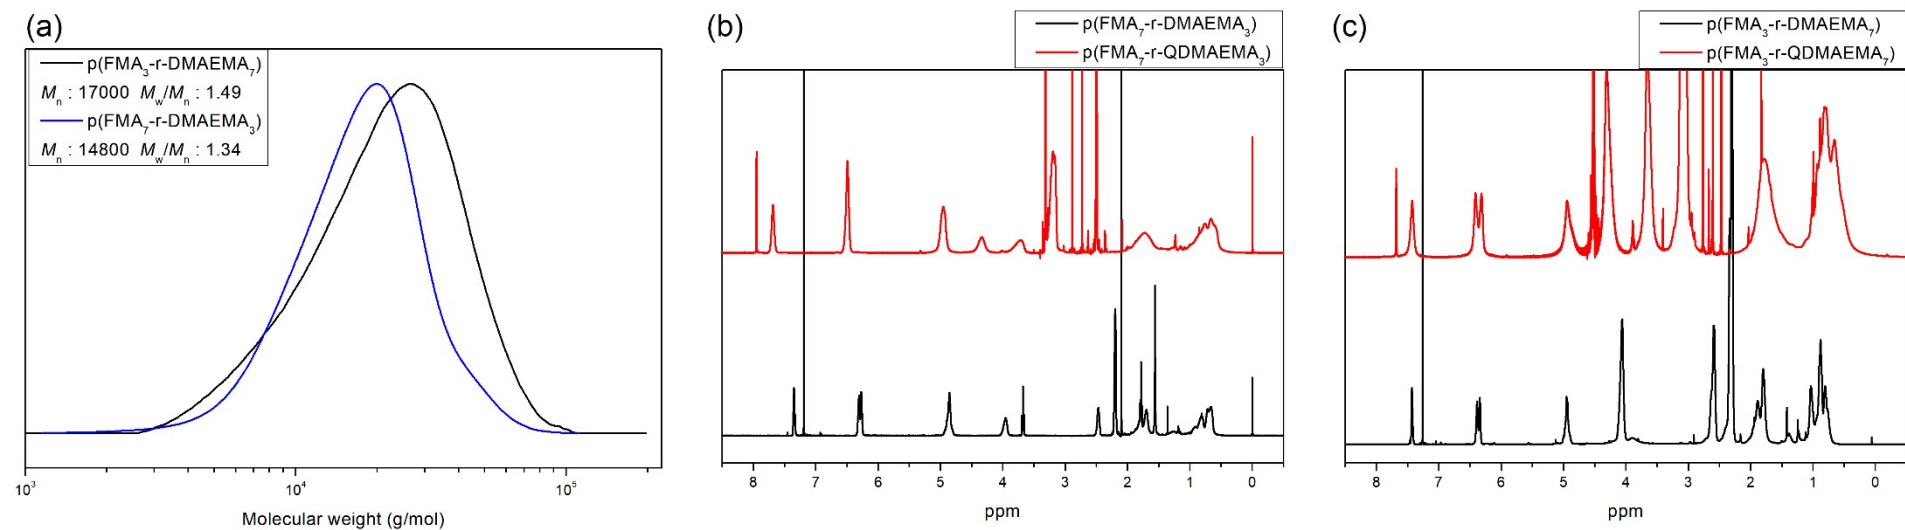 (a)
p(FMA3-r-DMAEMA7)
Mn : 17000 Mw/Mn : 1.49
p(FMA7-r-DMAEMA3)
Mn : 14800 Mw/Mn : 1.34
10³ 10⁴ 10⁵
Molecular weight (g/mol)
(b)
p(FMA7-r-DMAEMA3)
p(FMA7-r-QDMAEMA3)
8 7 6 5 4 3 2 1 0
ppm
(c)
p(FMA3-r-DMAEMA7)
p(FMA3-r-QDMAEMA7)
8 7 6 5 4 3 2 1 0
ppm